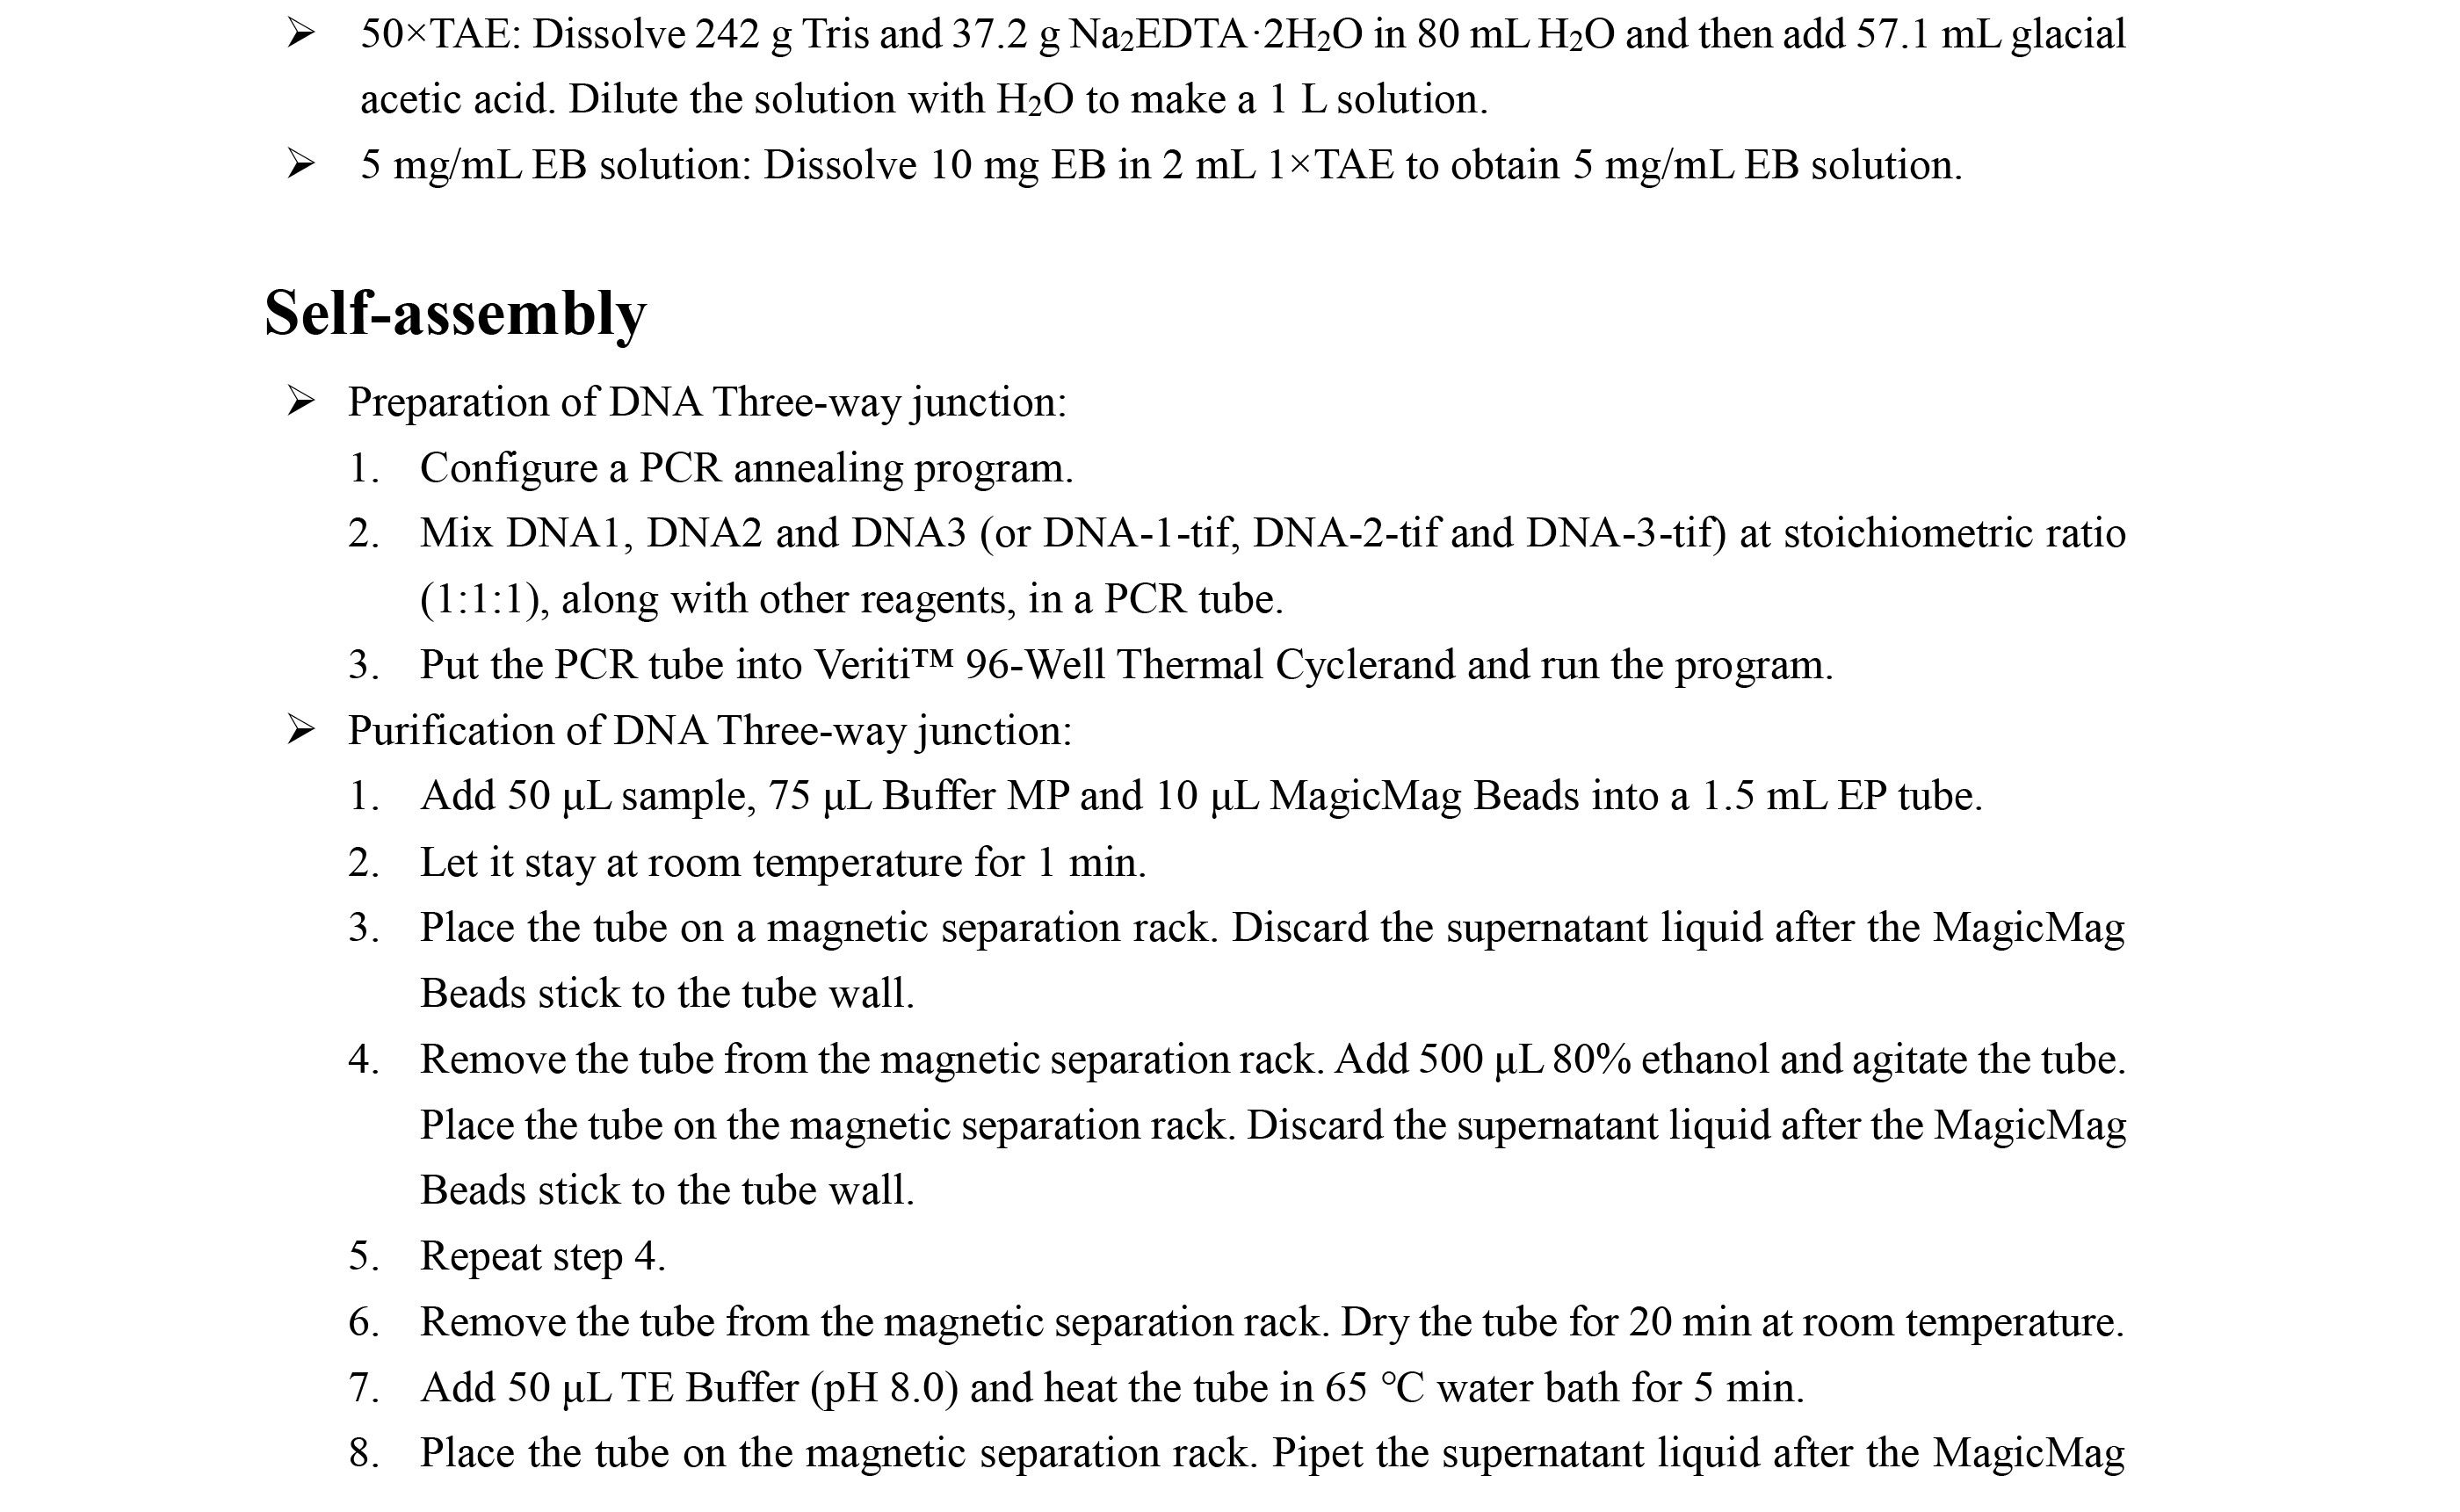 ➢ 50×TAE: Dissolve 242 g Tris and 37.2 g Na₂EDTA·2H₂O in 80 mL H₂O and then add 57.1 mL glacial
acetic acid. Dilute the solution with H₂O to make a 1 L solution.
➢ 5 mg/mL EB solution: Dissolve 10 mg EB in 2 mL 1×TAE to obtain 5 mg/mL EB solution.
Self-assembly
➢ Preparation of DNA Three-way junction:
1. Configure a PCR annealing program.
2. Mix DNA1, DNA2 and DNA3 (or DNA-1-tif, DNA-2-tif and DNA-3-tif) at stoichiometric ratio
(1:1:1), along with other reagents, in a PCR tube.
3. Put the PCR tube into Veriti™ 96-Well Thermal Cyclerand and run the program.
➢ Purification of DNA Three-way junction:
1. Add 50 μL sample, 75 μL Buffer MP and 10 μL MagicMag Beads into a 1.5 mL EP tube.
2. Let it stay at room temperature for 1 min.
3. Place the tube on a magnetic separation rack. Discard the supernatant liquid after the MagicMag
Beads stick to the tube wall.
4. Remove the tube from the magnetic separation rack. Add 500 μL 80% ethanol and agitate the tube.
Place the tube on the magnetic separation rack. Discard the supernatant liquid after the MagicMag
Beads stick to the tube wall.
5. Repeat step 4.
6. Remove the tube from the magnetic separation rack. Dry the tube for 20 min at room temperature.
7. Add 50 μL TE Buffer (pH 8.0) and heat the tube in 65 ℃ water bath for 5 min.
8. Place the tube on the magnetic separation rack. Pipet the supernatant liquid after the MagicMag